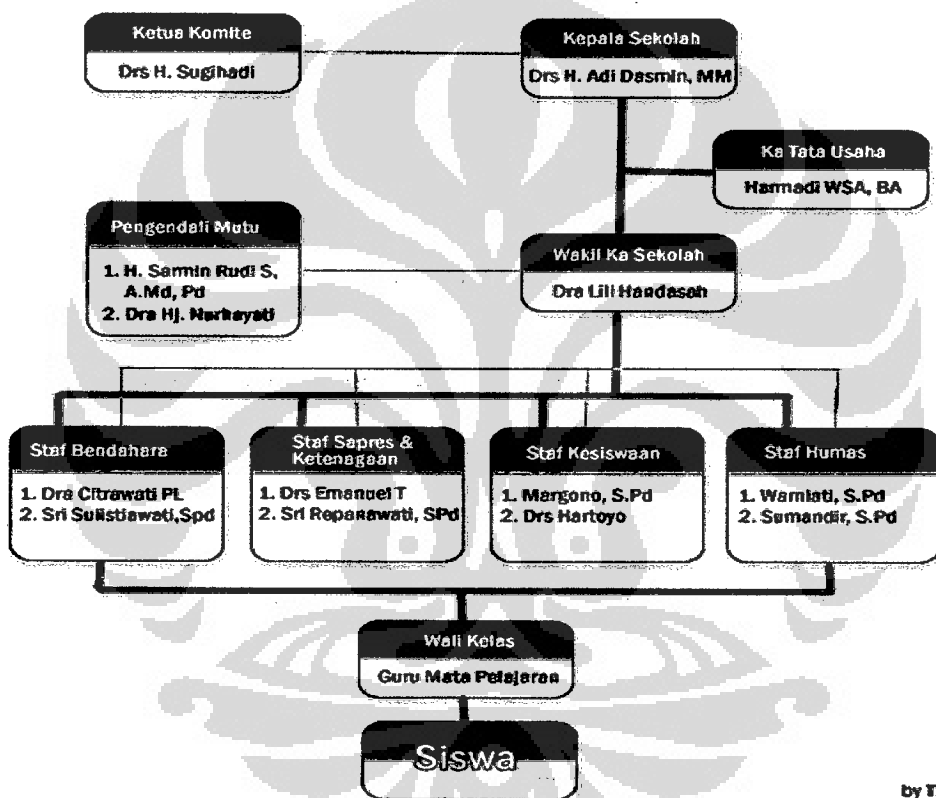 Ketua Komite
Drs H. Sugihadi
Kepala Sekolah
Drs H. Adi Dasmin, MM
Ka Tata Usaha
Harmadi WSA, BA
Pengendali Mutu
1. H. Sarmin Rudi S,
A.Md, Pd
2. Dra Hj. Nurhayati
Wakil Ka Sekolah
Dra Lili Handasah
Staf Bendahara
1. Dra Citrawati PL
2. Sri Sulistiawati,Spd
Staf Sapres &
Ketenagaan
1. Drs Emanuel T
2. Sri Repanawati, SPd
Staf Kesiswaan
1. Margono, S.Pd
2. Drs Hartoyo
Staf Humas
1. Warniati, S.Pd
2. Sumandir, S.Pd
Wali Kelas
Guru Mata Pelajaran
Siswa
by